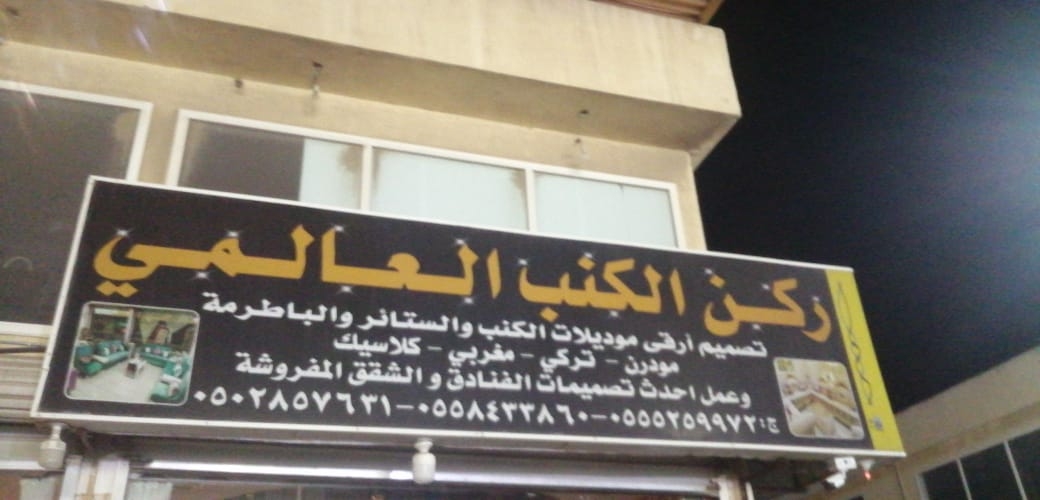 ركن الكنب العالمي
تصميم أرقى موديلات الكنب والستائر والباطرمة
مودرن - تركي - مغربي - كلاسيك
وعمل احدث تصميمات الفنادق و الشقق المفروشة
ج: ٠٥٥٥٢٥٩٩٧٢-٠٥٥٨٤٣٣٨٦٠-٠٥٠٢٨٥٧٦٣١